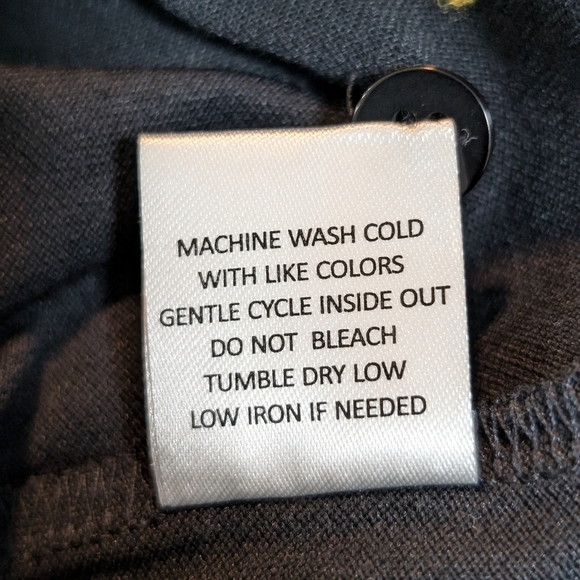 MACHINE WASH COLD
WITH LIKE COLORS
GENTLE CYCLE INSIDE OUT
DO NOT BLEACH
TUMBLE DRY LOW
LOW IRON IF NEEDED